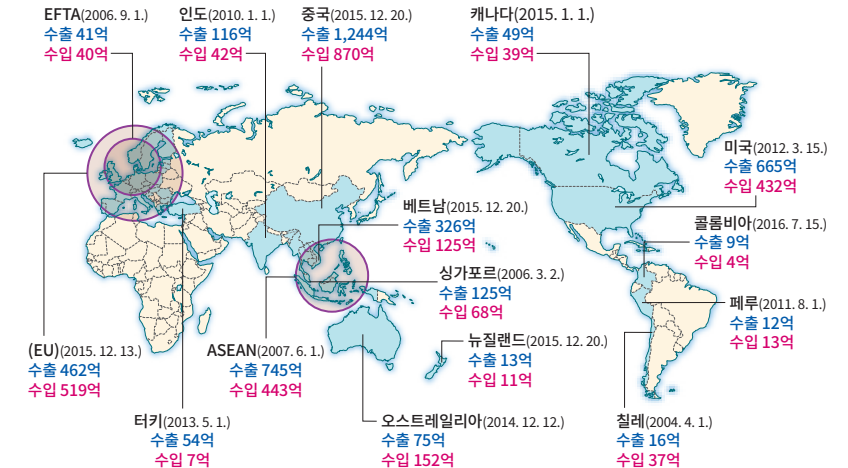 EFTA(2006. 9. 1.)
수출 41억
수입 40억
인도(2010. 1. 1.)
수출 116억
수입 42억
중국(2015. 12. 20.)
수출 1,244억
수입 870억
캐나다(2015. 1. 1.)
수출 49억
수입 39억
미국(2012. 3. 15.)
수출 665억
수입 432억
베트남(2015. 12. 20.)
수출 326억
수입 125억
콜롬비아(2016. 7. 15.)
수출 9억
수입 4억
싱가포르(2006. 3. 2.)
수출 125억
수입 68억
페루(2011. 8. 1.)
수출 12억
수입 13억
(EU)(2015. 12. 13.)
수출 462억
수입 519억
ASEAN(2007. 6. 1.)
수출 745억
수입 443억
뉴질랜드(2015. 12. 20.)
수출 13억
수입 11억
터키(2013. 5. 1.)
수출 54억
수입 7억
오스트레일리아(2014. 12. 12.)
수출 75억
수입 152억
칠레(2004. 4. 1.)
수출 16억
수입 37억